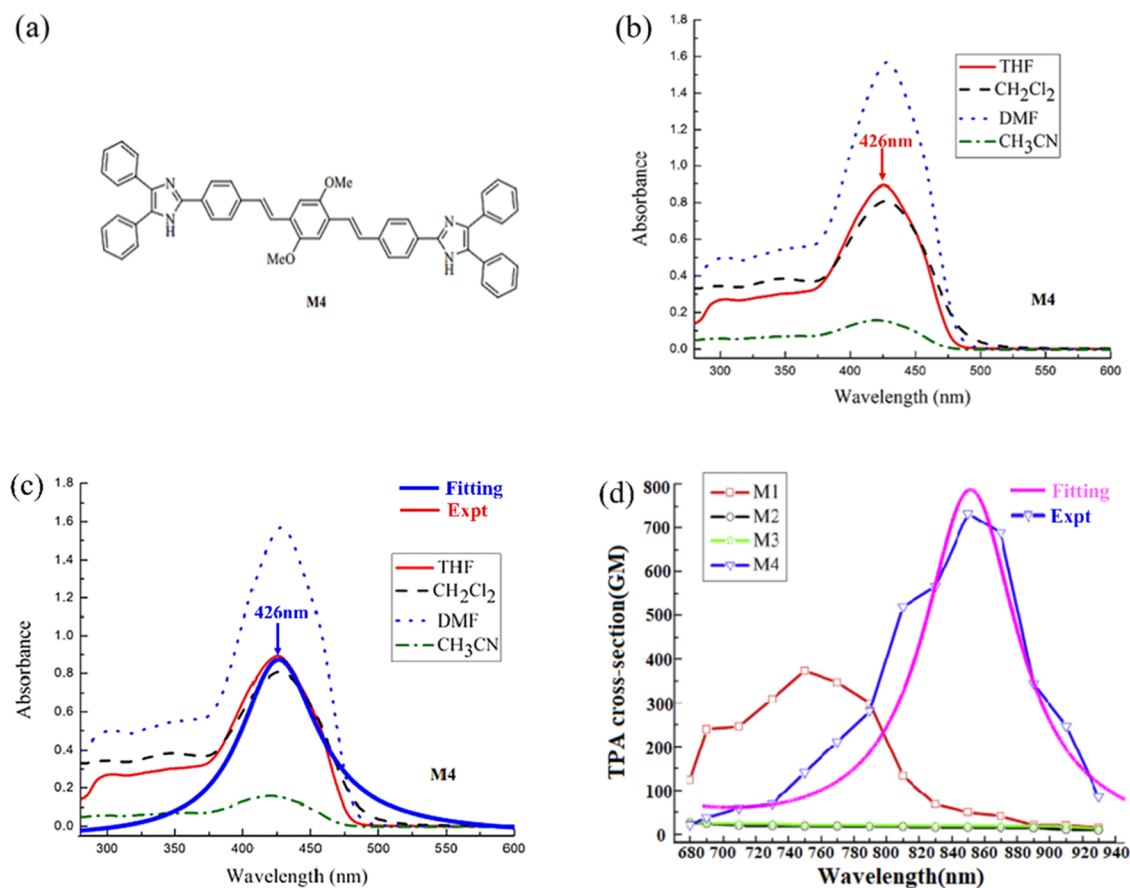 (a)
N
N
H
OMe
MeO
N
N
H
M4
(b)
1.8
1.6
1.4
1.2
1.0
0.8
0.6
0.4
0.2
0.0
Absorbance
THF
CH2Cl2
DMF
CH3CN
426nm
M4
300 350 400 450 500 550 600
Wavelength (nm)
(c)
1.8
1.6
1.4
1.2
1.0
0.8
0.6
0.4
0.2
0.0
Absorbance
Fitting
Expt
THF
CH2Cl2
DMF
CH3CN
426nm
M4
300 350 400 450 500 550 600
Wavelength (nm)
(d)
800
700
600
500
400
300
200
100
0
TPA cross-section(GM)
M1
M2
M3
M4
Fitting
Expt
680 700 720 740 760 780 800 820 840 860 880 900 920 940
Wavelength(nm)